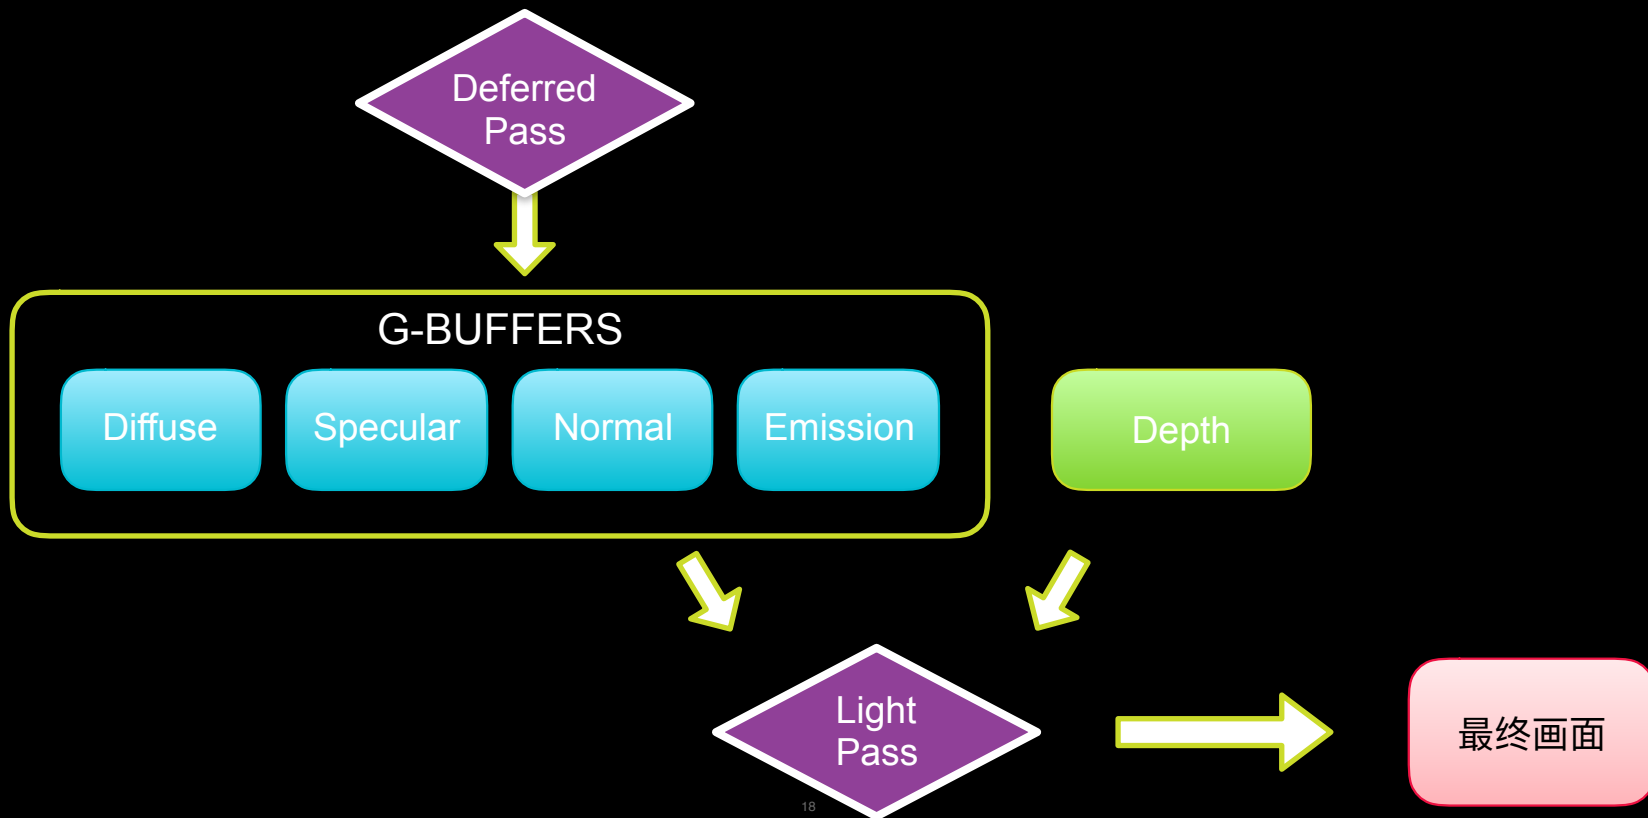 Deferred
Pass
G-BUFFERS
Diffuse
Specular
Normal
Emission
Depth
Light
Pass
最终画面
18